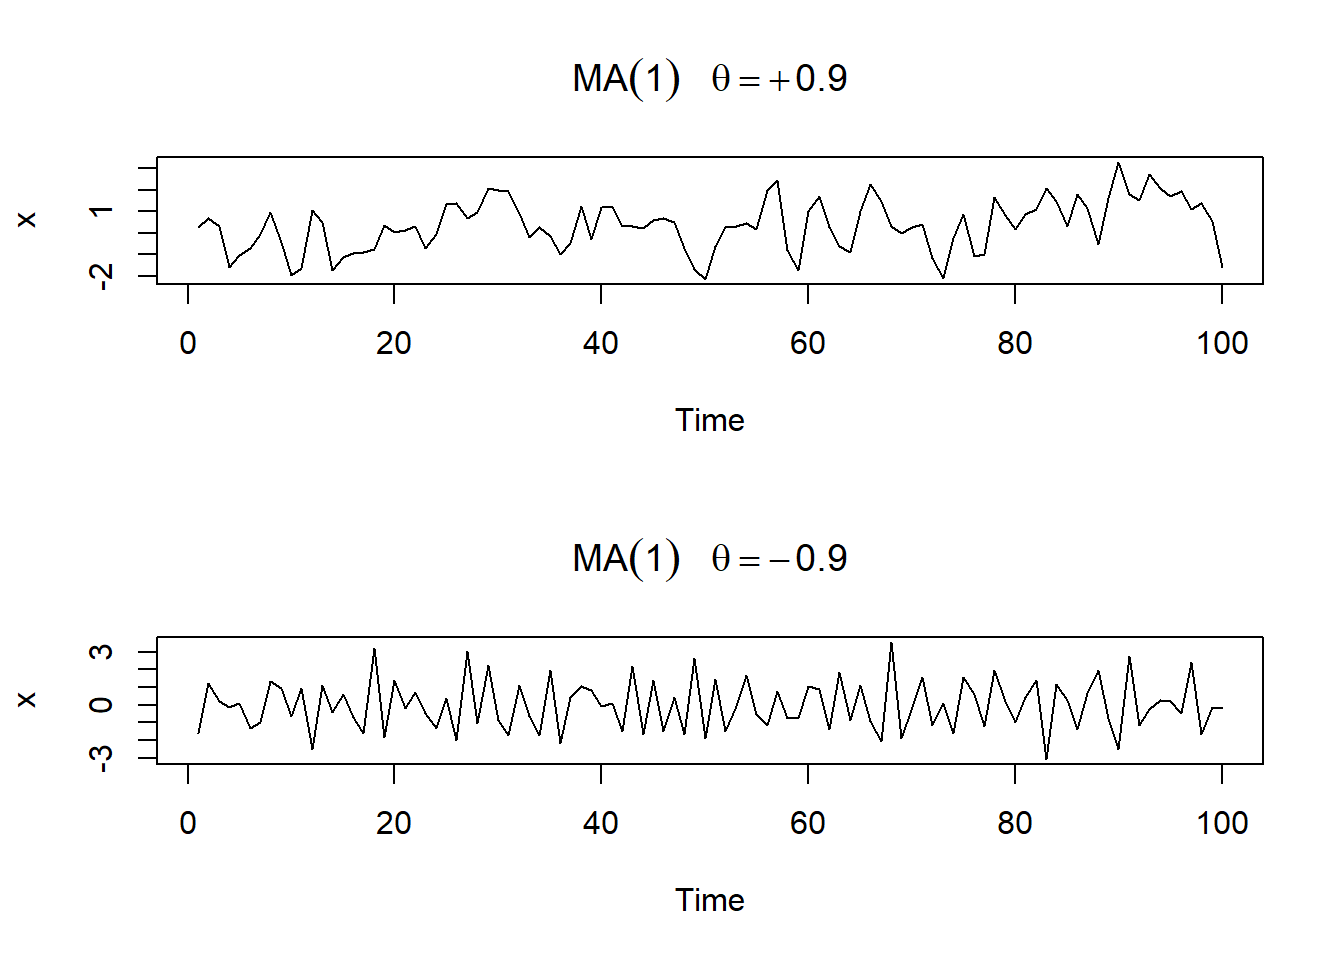 MA(1) θ = +0.9
x
1
-2
0 20 40 60 80 100
Time
MA(1) θ = −0.9
x
3
0
-3
0 20 40 60 80 100
Time